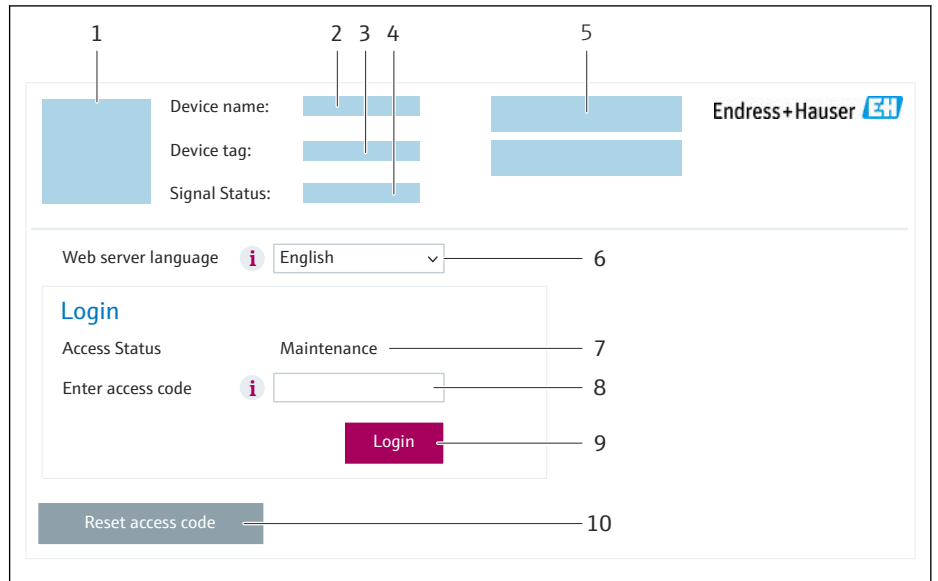 1 2 3 4 5
Device name:
Endress+Hauser EH
Device tag:
Signal Status:
Web server language i English 6
Login
Access Status Maintenance 7
Enter access code i 8
Login 9
Reset access code 10